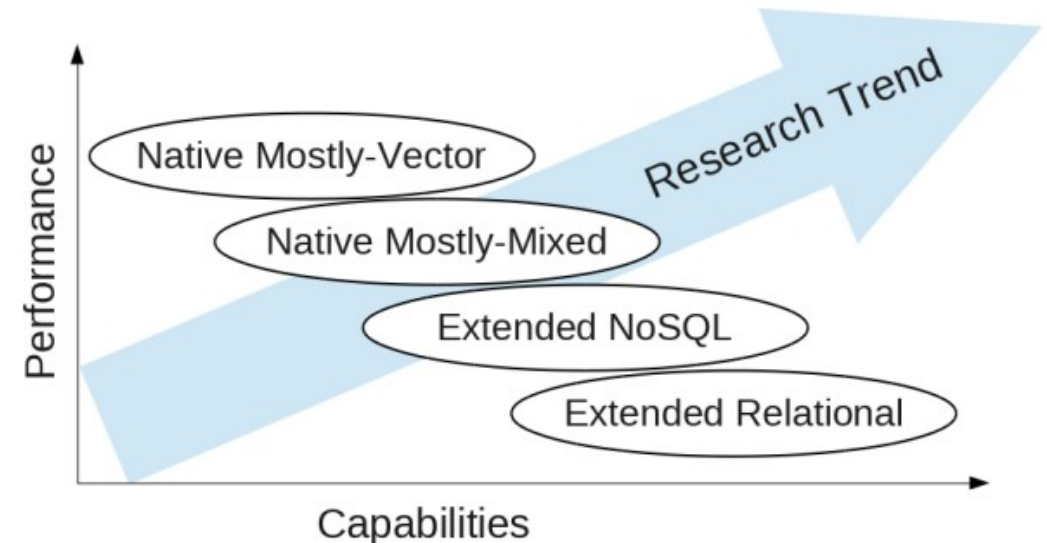 Research Trend
Native Mostly-Vector
Native Mostly-Mixed
Extended NoSQL
Extended Relational
Performance
Capabilities